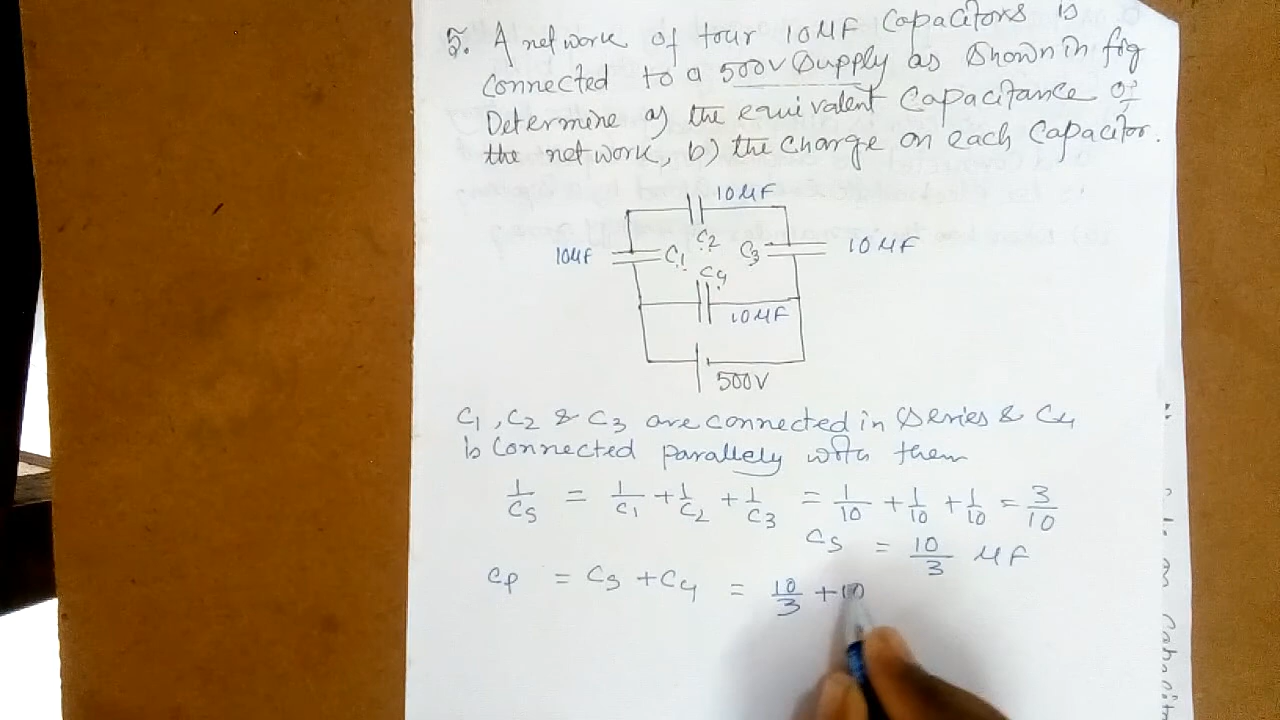 5. A network of four 10µF Capacitors is
Connected to a 500V Supply as Shown in fig
Determine a) the equivalent Capacitance of
the network, b) the charge on each Capacitor.
10µF
10µF C1 C2 C3 10µF
C4
10µF
500V
C1, C2 & C3 are connected in Series & C4
is Connected parallely with them
1/Cs = 1/C1 + 1/C2 + 1/C3 = 1/10 + 1/10 + 1/10 = 3/10
Cs = 10/3 µF
Cp = Cs + C4 = 10/3 + 10